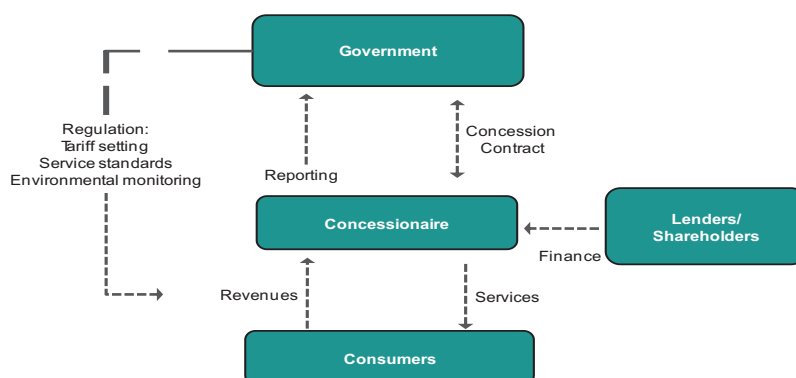 Government
Regulation:
Tariff setting
Service standards
Environmental monitoring
Concession
Contract
Reporting
Concessionaire
Lenders/
Shareholders
Finance
Revenues
Services
Consumers